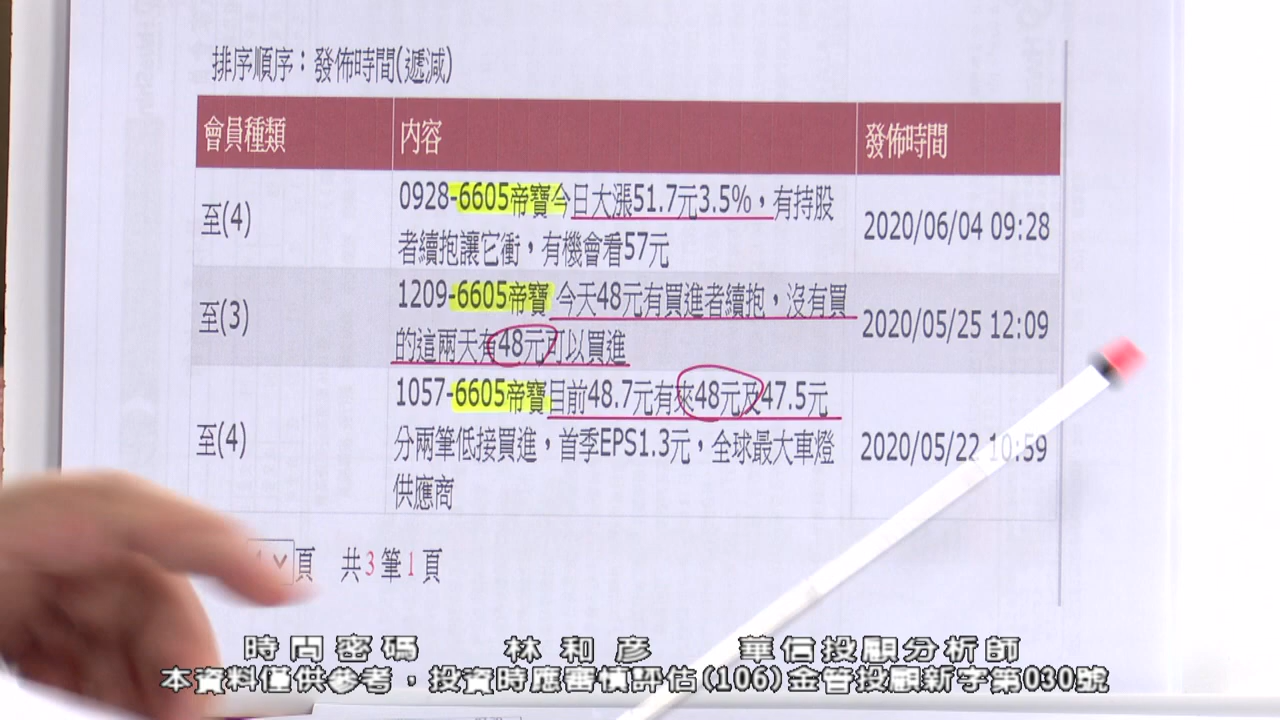 排序順序：發佈時間(遞減)
會員種類 內容 發佈時間
至(4)
0928-6605帝寶今日大漲51.7元3.5%，有持股
者續抱讓它衝，有機會看57元
2020/06/04 09:28
至(3)
1209-6605帝寶 今天48元有買進者續抱，沒有買
的這兩天有48元可以買進
2020/05/25 12:09
至(4)
1057-6605帝寶目前48.7元有來48元及47.5元
分兩筆低接買進，首季EPS1.3元，全球最大車燈
供應商
2020/05/22 10:59
頁 共3筆1頁
時間密碼 林和彥 華信投顧分析師
本資料僅供參考，投資時應審慎評估(106)金管投顧新字第030號